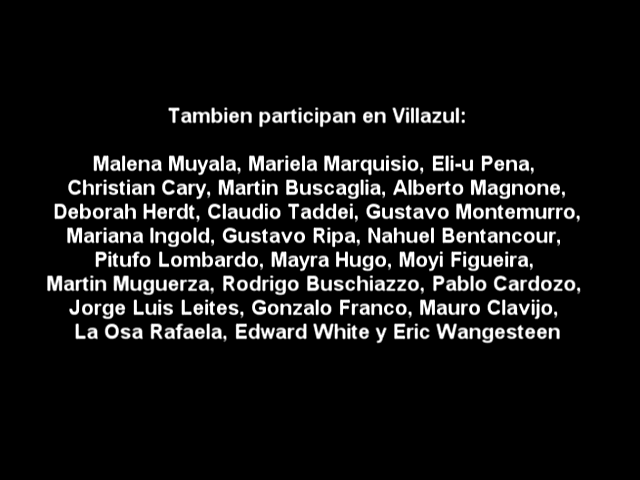 Tambien participan en Villazul:
Malena Muyala, Mariela Marquisio, Eli-u Pena,
Christian Cary, Martin Buscaglia, Alberto Magnone,
Deborah Herdt, Claudio Taddei, Gustavo Montemurro,
Mariana Ingold, Gustavo Ripa, Nahuel Bentancour,
Pitufo Lombardo, Mayra Hugo, Moyi Figueira,
Martin Muguerza, Rodrigo Buschiazzo, Pablo Cardozo,
Jorge Luis Leites, Gonzalo Franco, Mauro Clavijo,
La Osa Rafaela, Edward White y Eric Wangesteen